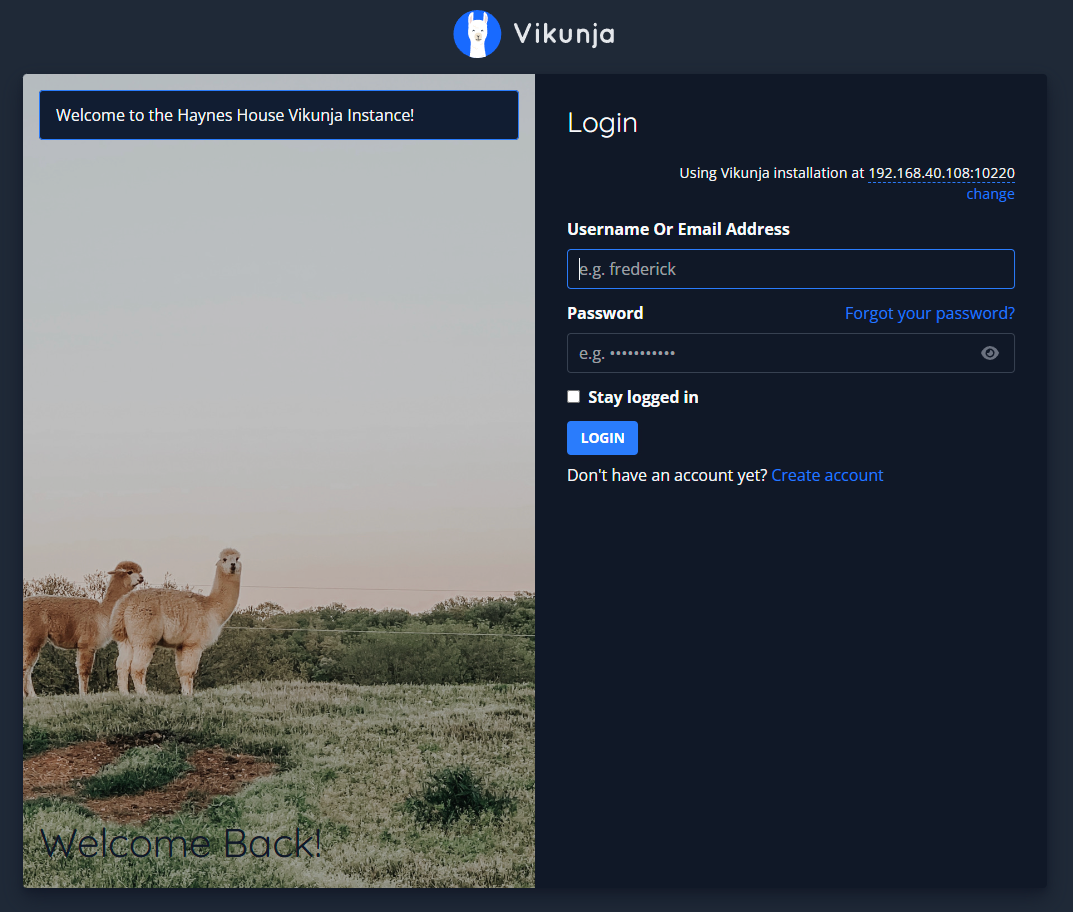 Vikunja
Welcome to the Haynes House Vikunja Instance!
Welcome Back!
Login
Using Vikunja installation at 192.168.40.108:10220
change
Username Or Email Address
e.g. frederick
Password Forgot your password?
e.g. •••••••••••
Stay logged in
LOGIN
Don't have an account yet? Create account